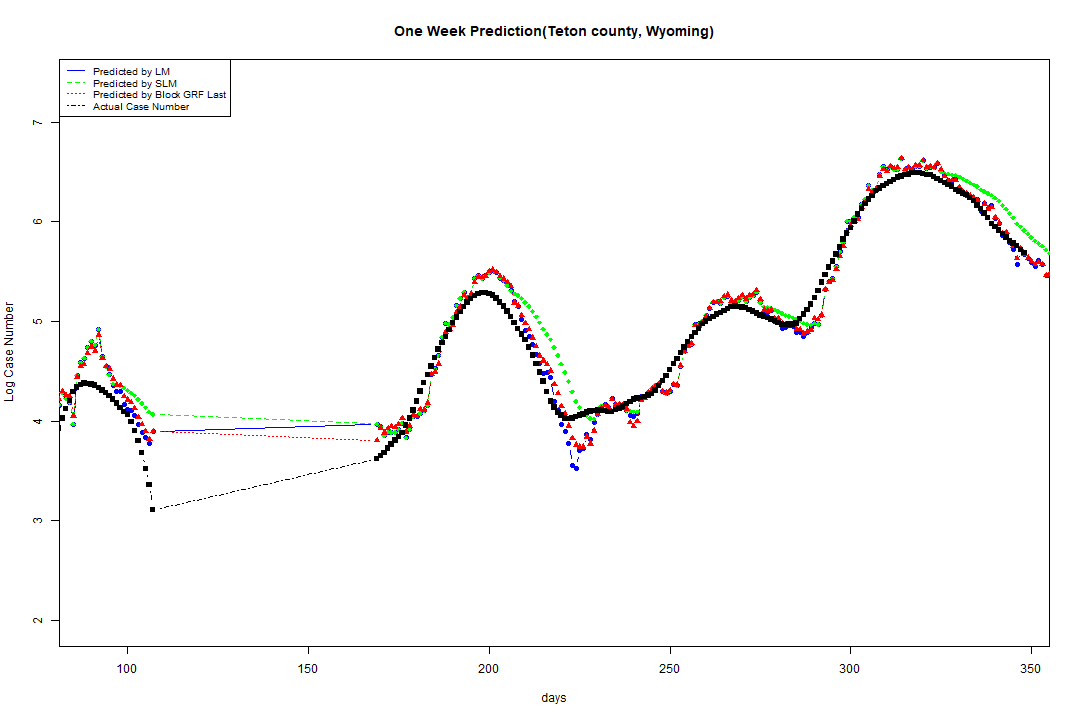 One Week Prediction(Teton county, Wyoming)
Predicted by LM
Predicted by SLM
Predicted by Block GRF Last
Actual Case Number
7
6
5
4
3
2
Log Case Number
100 150 200 250 300 350
days